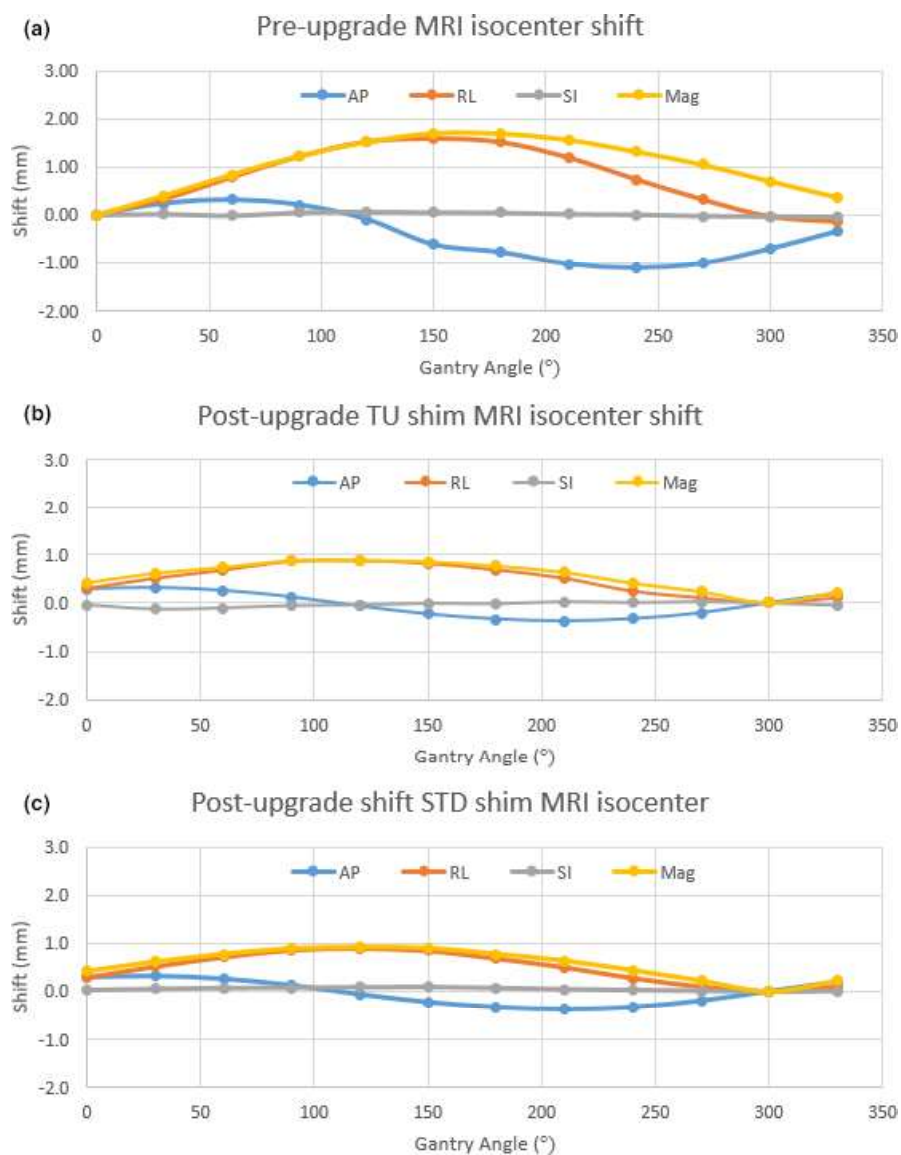 (a)
Pre-upgrade MRI isocenter shift
3.00
2.00
1.00
0.00
-1.00
-2.00
Shift (mm)
AP RL SI Mag
0 50 100 150 200 250 300 350
Gantry Angle (°)
(b)
Post-upgrade TU shim MRI isocenter shift
3.0
2.0
1.0
0.0
-1.0
-2.0
Shift (mm)
AP RL SI Mag
0 50 100 150 200 250 300 350
Gantry Angle (°)
(c)
Post-upgrade shift STD shim MRI isocenter
3.0
2.0
1.0
0.0
-1.0
-2.0
Shift (mm)
AP RL SI Mag
0 50 100 150 200 250 300 350
Gantry Angle (°)